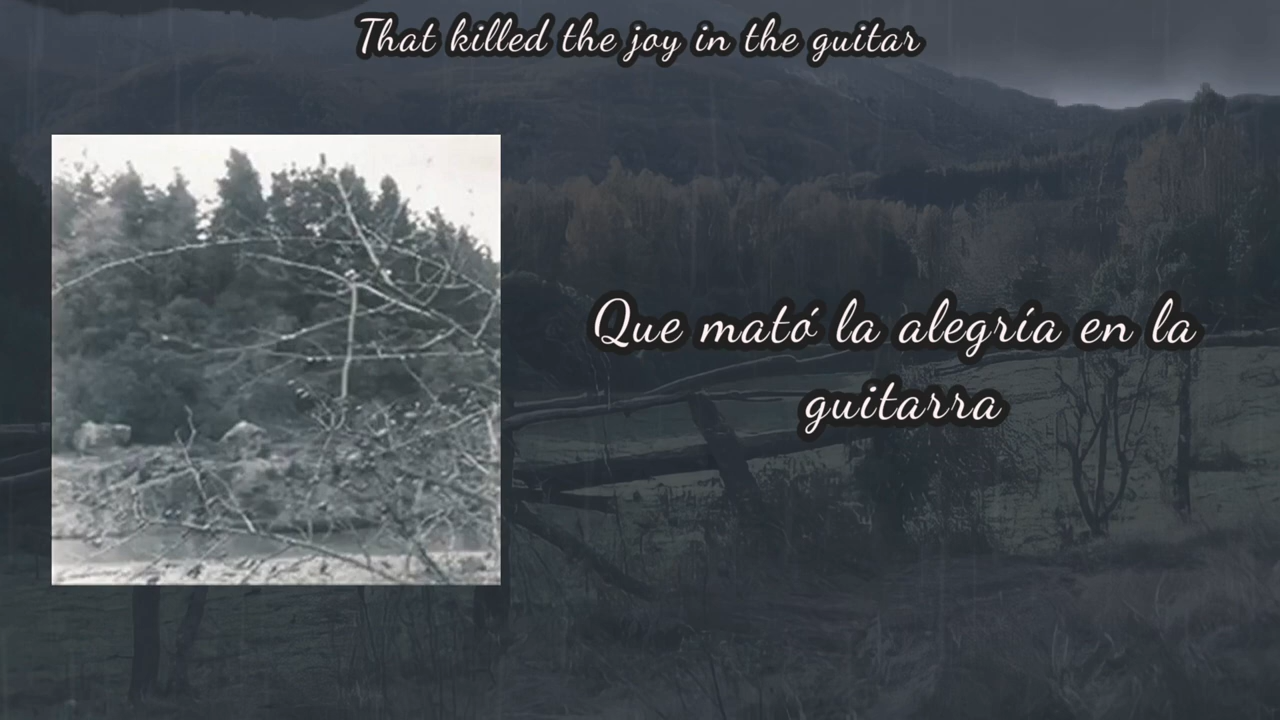 That killed the joy in the guitar
Que mató la alegría en la
guitarra